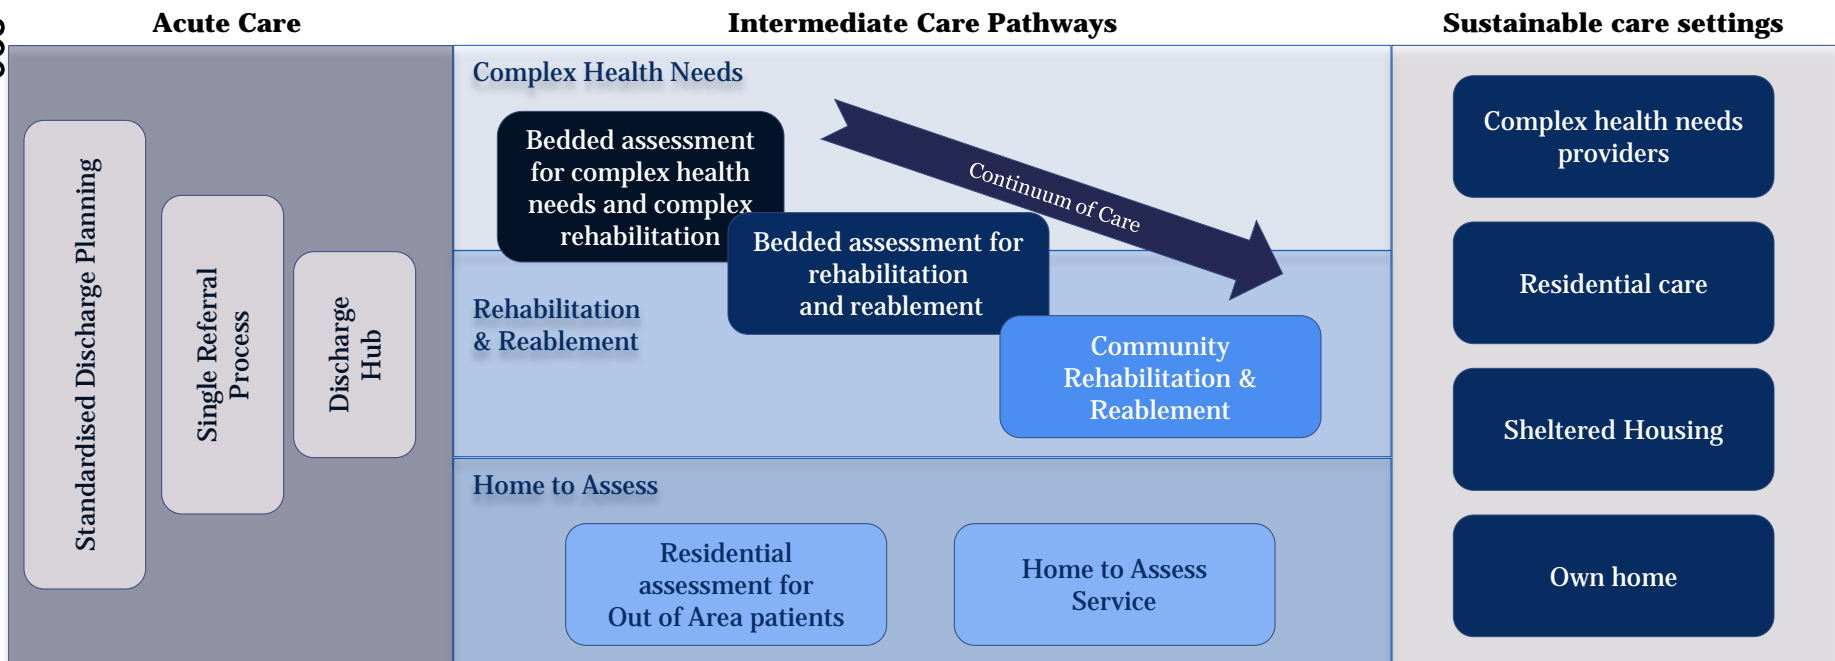 Acute Care
Intermediate Care Pathways
Sustainable care settings
Standardised Discharge Planning
Single Referral
Process
Discharge
Hub
Complex Health Needs
Bedded assessment
for complex health
needs and complex
rehabilitation
Continuum of Care
Bedded assessment for
rehabilitation
and reablement
Rehabilitation
& Reablement
Community
Rehabilitation &
Reablement
Home to Assess
Residential
assessment for
Out of Area patients
Home to Assess
Service
Complex health needs
providers
Residential care
Sheltered Housing
Own home